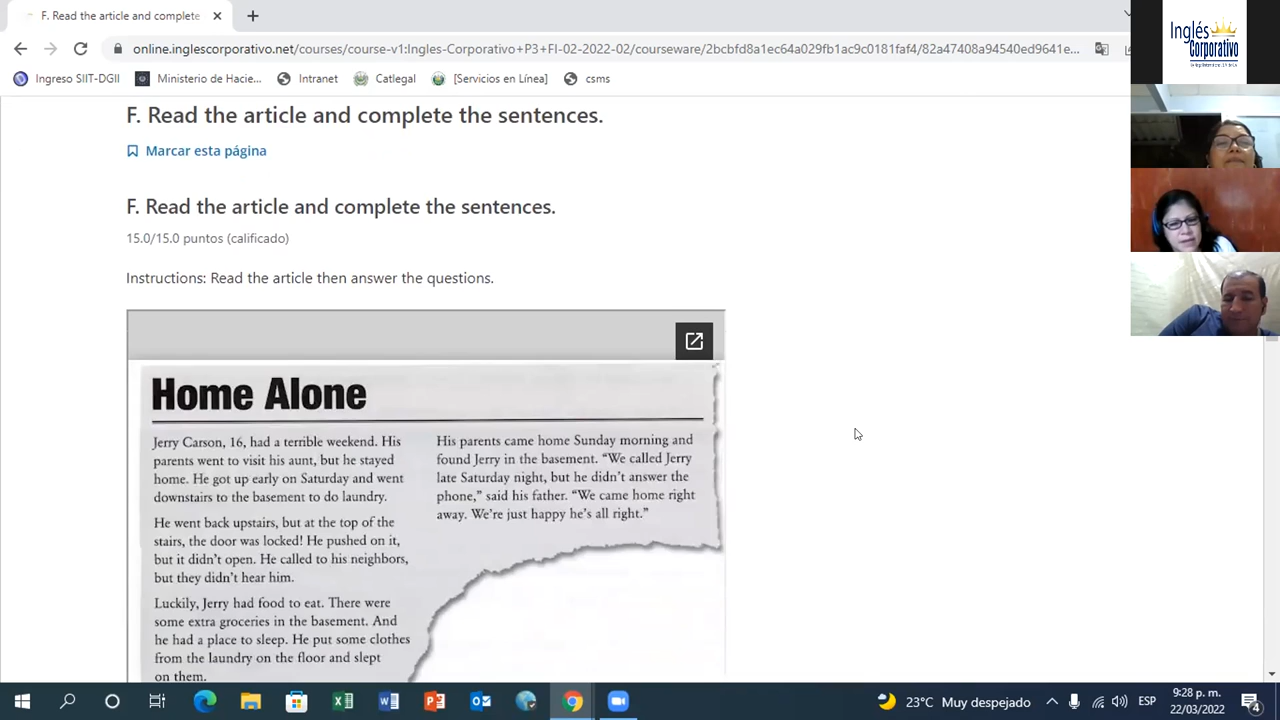 F. Read the article and complete
online.inglescorporativo.net/courses/course-v1:Ingles-Corporativo+P3+FI-02-2022-02/courseware/2bcbfd8a1ec64a029fb1ac9c0181faf4/82a47408a94540ed9641e...
Ingreso SIIT-DGII
Ministerio de Hacie...
Intranet
Catlegal
[Servicios en Línea]
csms
Inglés
Corporativo
F. Read the article and complete the sentences.
Marcar esta página
F. Read the article and complete the sentences.
15.0/15.0 puntos (calificado)
Instructions: Read the article then answer the questions.
Home Alone
Jerry Carson, 16, had a terrible weekend. His
parents went to visit his aunt, but he stayed
home. He got up early on Saturday and went
downstairs to the basement to do laundry.
He went back upstairs, but at the top of the
stairs, the door was locked! He pushed on it,
but it didn't open. He called to his neighbors,
but they didn't hear him.
Luckily, Jerry had food to eat. There were
some extra groceries in the basement. And
he had a place to sleep. He put some clothes
from the laundry on the floor and slept
on them.
His parents came home Sunday morning and
found Jerry in the basement. "We called Jerry
late Saturday night, but he didn't answer the
phone," said his father. "We came home right
away. We're just happy he's all right."
23°C Muy despejado
ESP
9:28 p. m.
22/03/2022
4